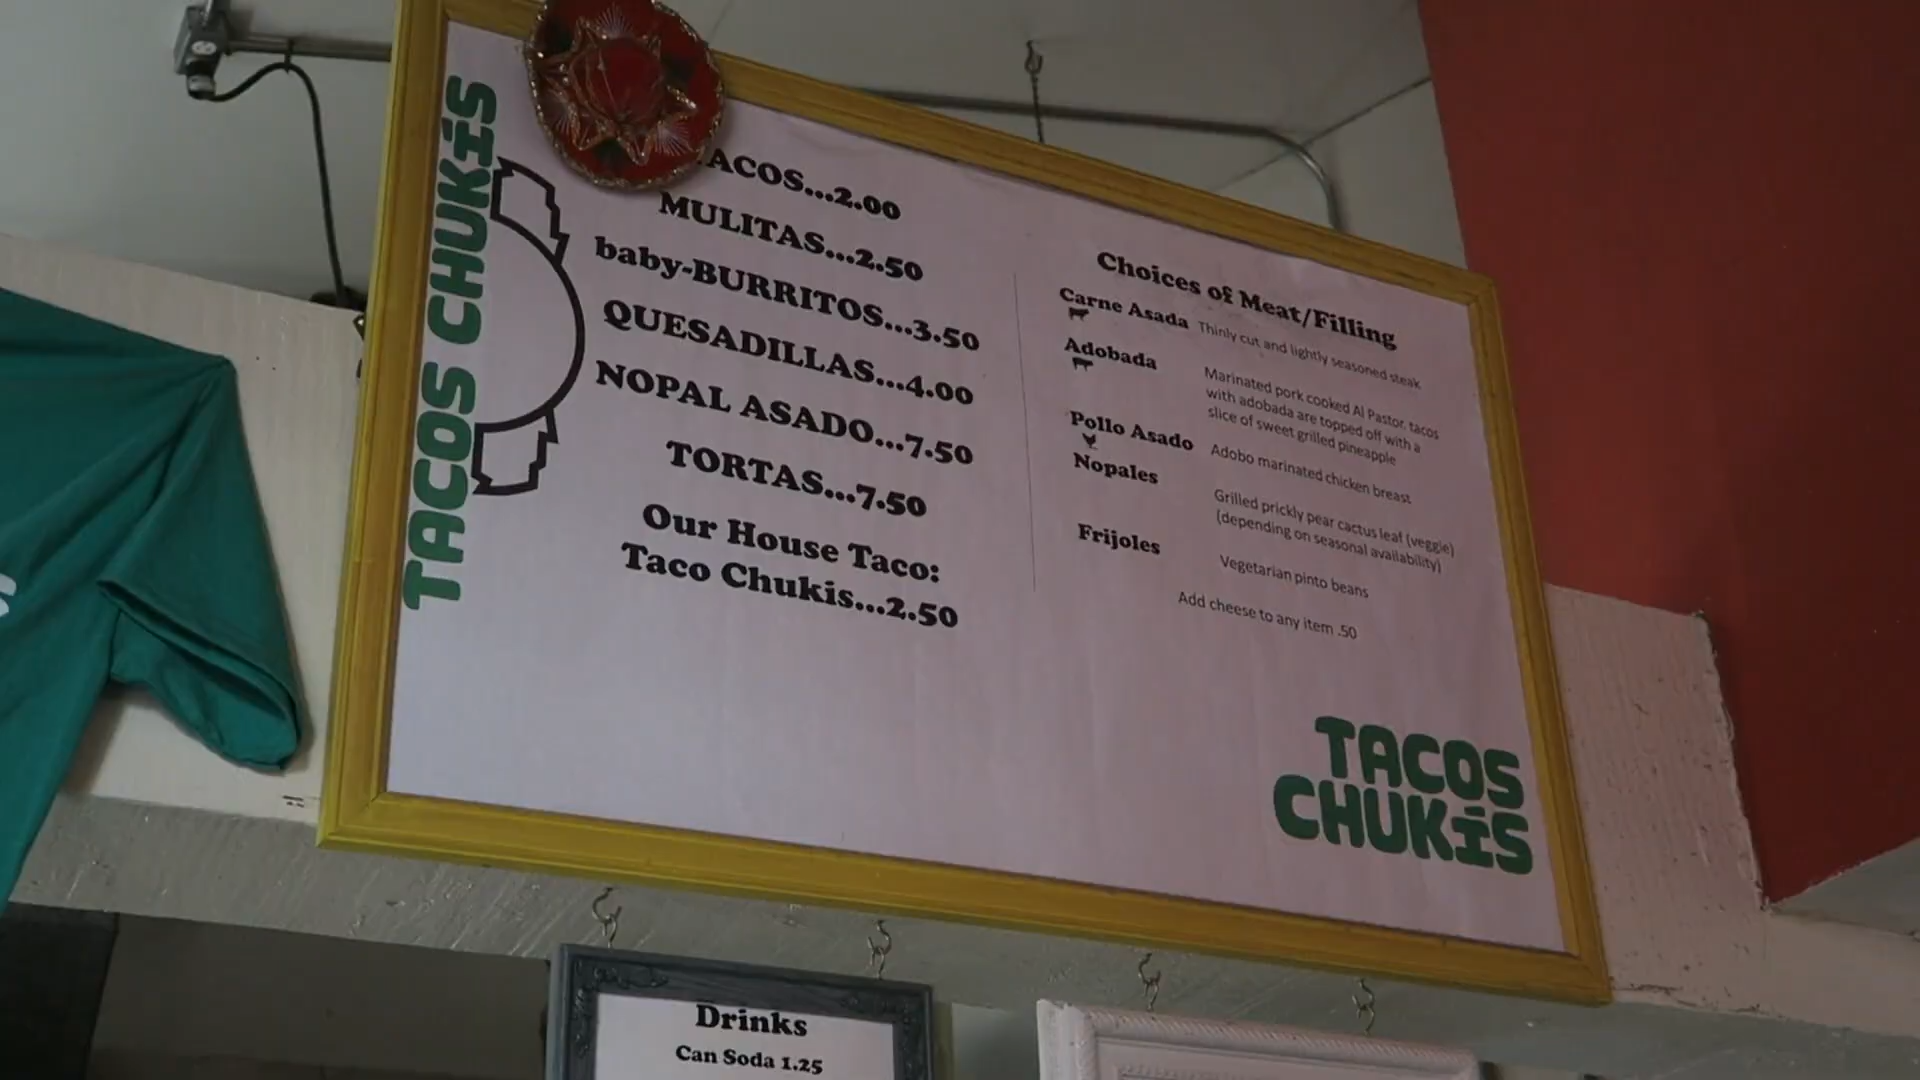 TACOS CHUKIS
TACOS...2.00
MULITAS...2.50
baby-BURRITOS...3.50
QUESADILLAS...4.00
NOPAL ASADO...7.50
TORTAS...7.50
Our House Taco:
Taco Chukis...2.50
Choices of Meat/Filling
Carne Asada Thinly cut and lightly seasoned steak
Adobada
Marinated pork cooked Al Pastor, tacos
with adobada are topped off with a
slice of sweet grilled pineapple
Pollo Asado Adobo marinated chicken breast
Nopales
Grilled prickly pear cactus leaf (veggie)
(depending on seasonal availability)
Frijoles
Vegetarian pinto beans
Add cheese to any item .50
TACOS
CHUKIS
Drinks
Can Soda 1.25